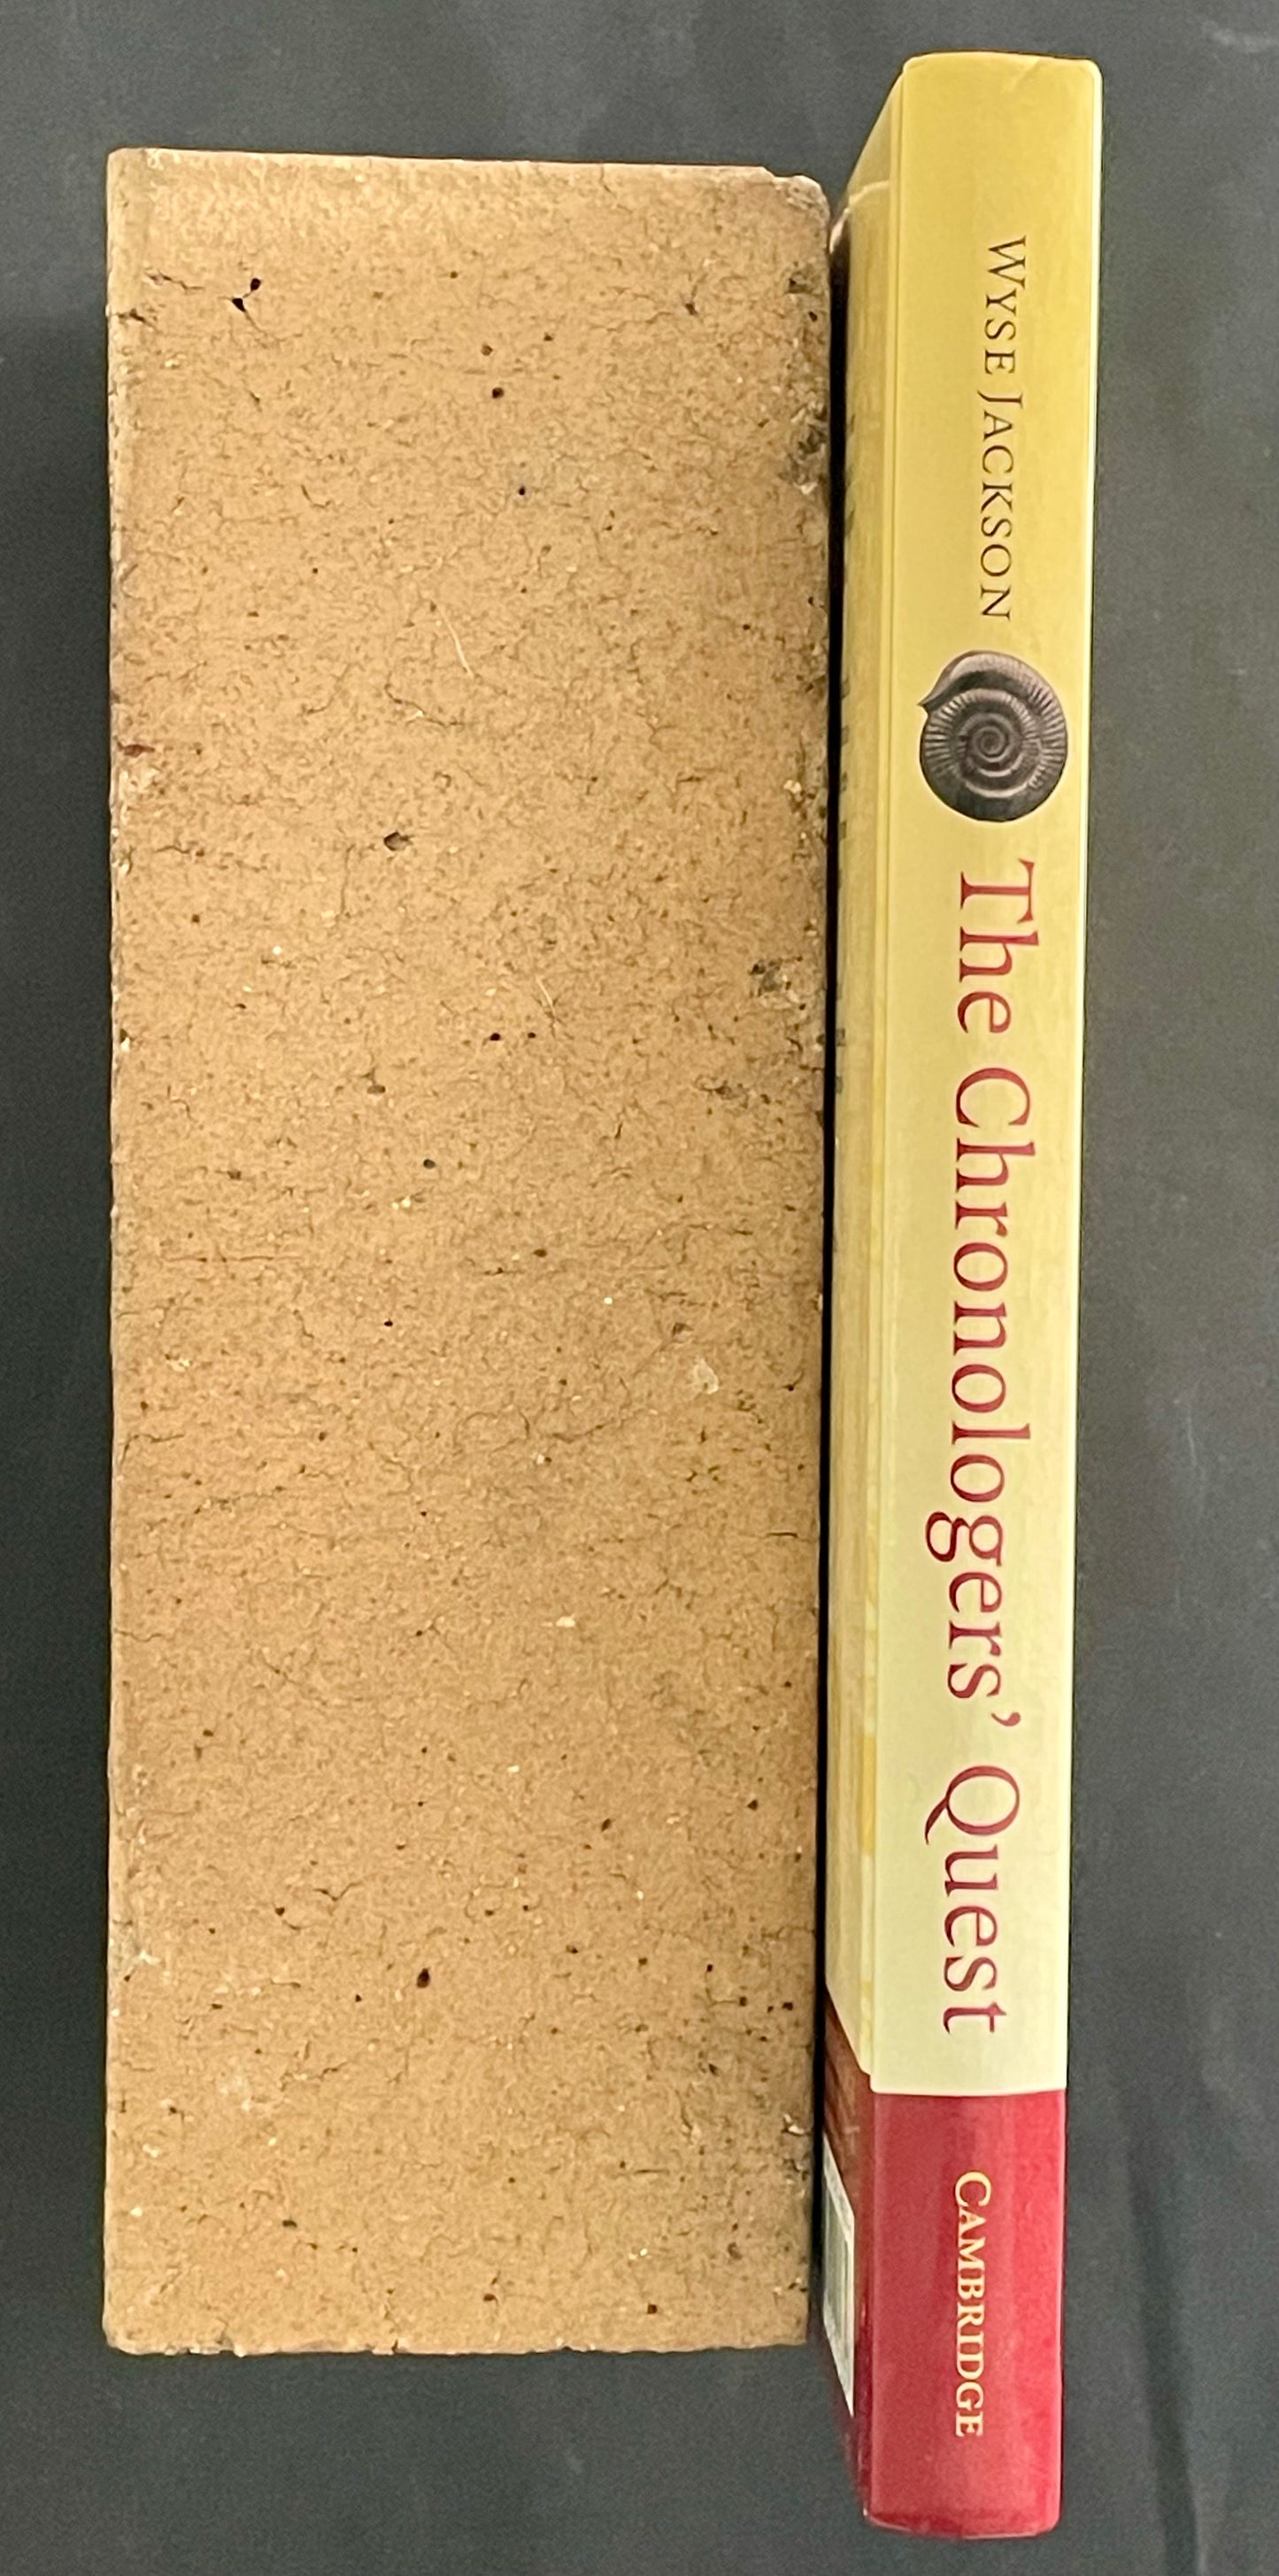 WYSE JACKSON
The Chronologers' Quest
CAMBRIDGE